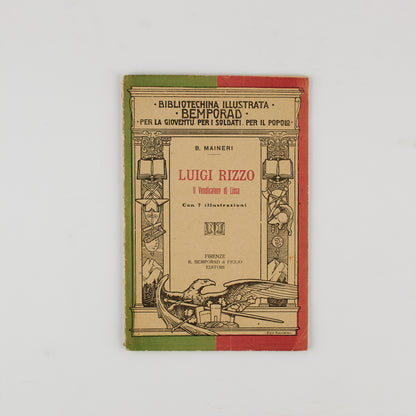 · BIBLIOTECHINA ILLUSTRATA ·
· BEMPORAD ·
· PER LA GIOVENTÙ PER I SOLDATI. PER IL POPOLO ·
B. MAINERI
LUIGI RIZZO
Il Vendicatore di Lissa
Con 7 illustrazioni
FIRENZE
R. BEMPORAD & FIGLIO
EDITORI